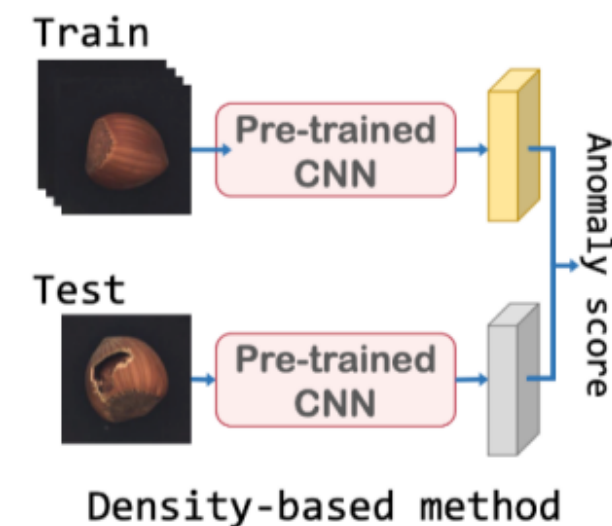 Train
Pre-trained
CNN
Anomaly score
Test
Pre-trained
CNN
Density-based method